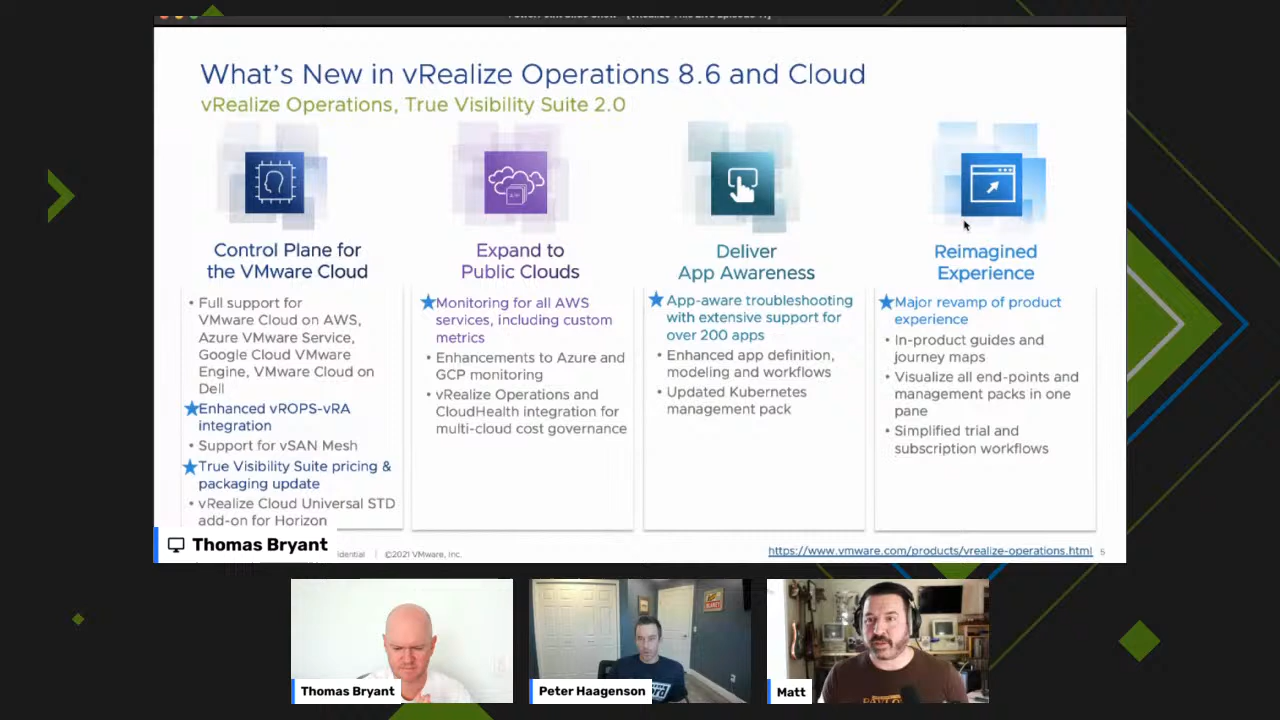 What's New in vRealize Operations 8.6 and Cloud
vRealize Operations, True Visibility Suite 2.0
Control Plane for
the VMware Cloud
• Full support for
VMware Cloud on AWS,
Azure VMware Service,
Google Cloud VMware
Engine, VMware Cloud on
Dell
Enhanced vROPS-vRA
integration
• Support for vSAN Mesh
True Visibility Suite pricing &
packaging update
• vRealize Cloud Universal STD
add-on for Horizon
Expand to
Public Clouds
Monitoring for all AWS
services, including custom
metrics
• Enhancements to Azure and
GCP monitoring
• vRealize Operations and
CloudHealth integration for
multi-cloud cost governance
Deliver
App Awareness
App-aware troubleshooting
with extensive support for
over 200 apps
• Enhanced app definition,
modeling and workflows
• Updated Kubernetes
management pack
Reimagined
Experience
Major revamp of product
experience
• In-product guides and
journey maps
• Visualize all end-points and
management packs in one
pane
• Simplified trial and
subscription workflows
Thomas Bryant
idential | ©2021 VMware, Inc.
https://www.vmware.com/products/vrealize-operations.html 5
Thomas Bryant
Peter Haagenson
Matt